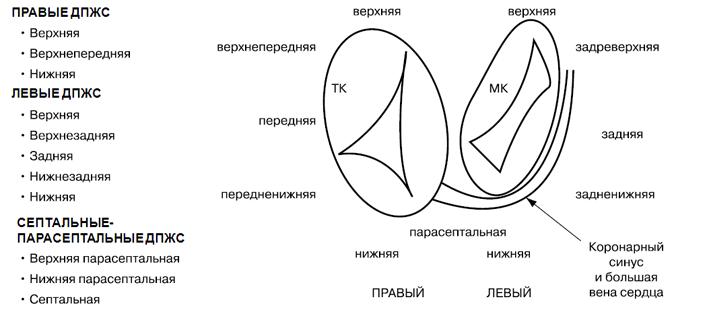 ПРАВЫЕ ДПЖС
• Верхняя
• Верхнепередняя
• Нижняя
ЛЕВЫЕ ДПЖС
• Верхняя
• Верхнезадняя
• Задняя
• Нижнезадняя
• Нижняя
СЕПТАЛЬНЫЕ-
ПАРАСЕПТАЛЬНЫЕ ДПЖС
• Верхняя парасептальная
• Нижняя парасептальная
• Септальная
верхняя
верхняя
верхнепередняя
задреверхняя
ТК
МК
передняя
задняя
передненижняя
задненижняя
парасептальная
нижняя
нижняя
ПРАВЫЙ
ЛЕВЫЙ
Коронарный
синус
и большая
вена сердца